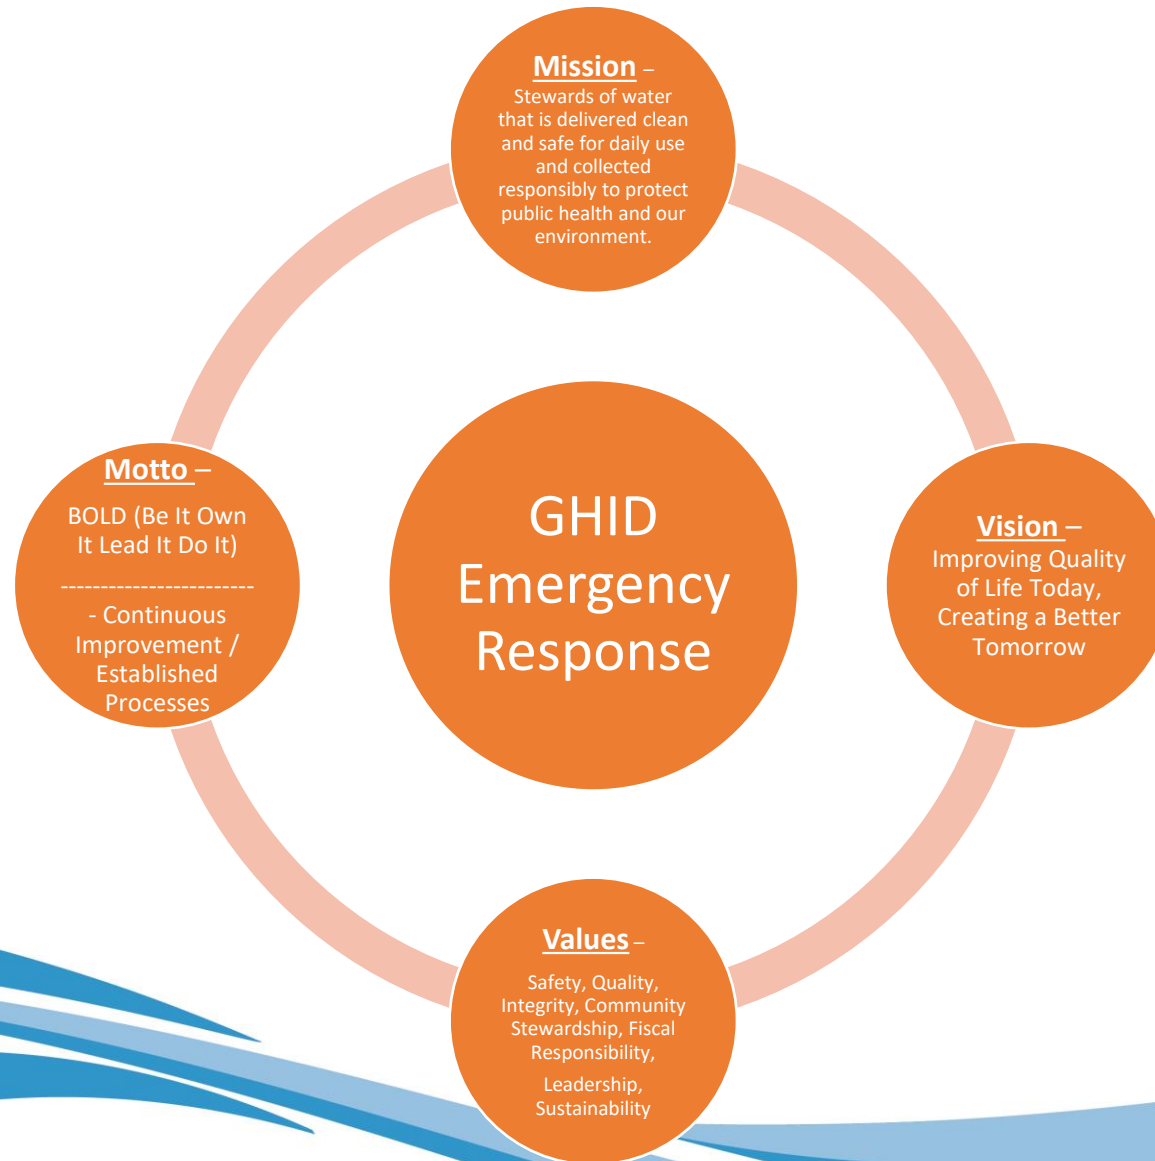 Mission –
Stewards of water
that is delivered clean
and safe for daily use
and collected
responsibly to protect
public health and our
environment.
Motto –
BOLD (Be It Own
It Lead It Do It)
------------------------
- Continuous
Improvement /
Established
Processes
GHID
Emergency
Response
Vision –
Improving Quality
of Life Today,
Creating a Better
Tomorrow
Values –
Safety, Quality,
Integrity, Community
Stewardship, Fiscal
Responsibility,
Leadership,
Sustainability